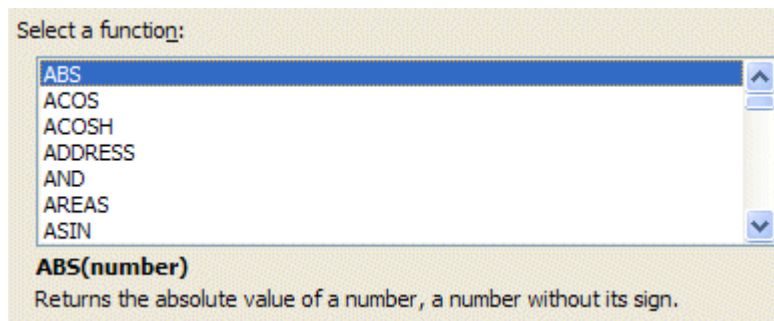 Select a function:
ABS
ACOS
ACOSH
ADDRESS
AND
AREAS
ASIN
ABS(number)
Returns the absolute value of a number, a number without its sign.